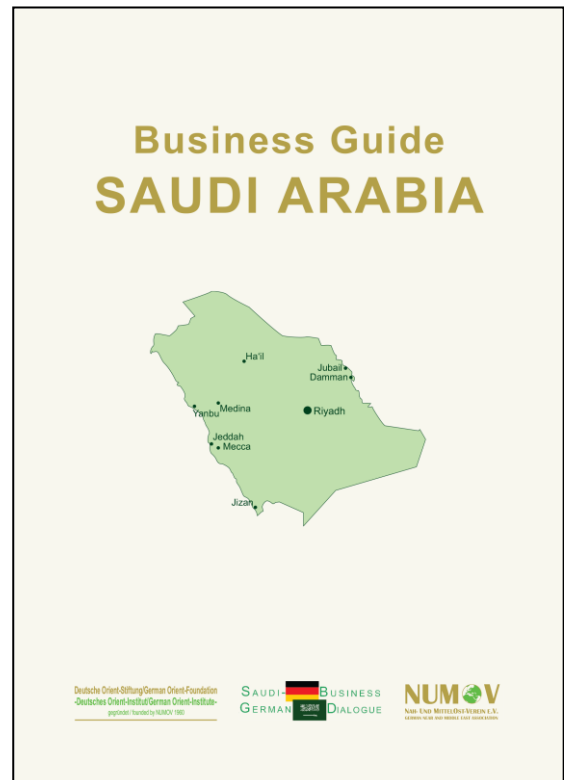 Business Guide
SAUDI ARABIA
Ha'il
Jubail
Damman
Medina
Yanbu
Riyadh
Jeddah
Mecca
Jizan
Deutsche Orient-Stiftung/German Orient-Foundation
-Deutsches Orient-Institut/German Orient-Institute-
gegründet / founded by NUMOV 1960
SAUDI- BUSINESS
GERMAN DIALOGUE
NUMOV
NAH- UND MITTELOST-VEREIN E.V.
GERMAN NEAR AND MIDDLE EAST ASSOCIATION